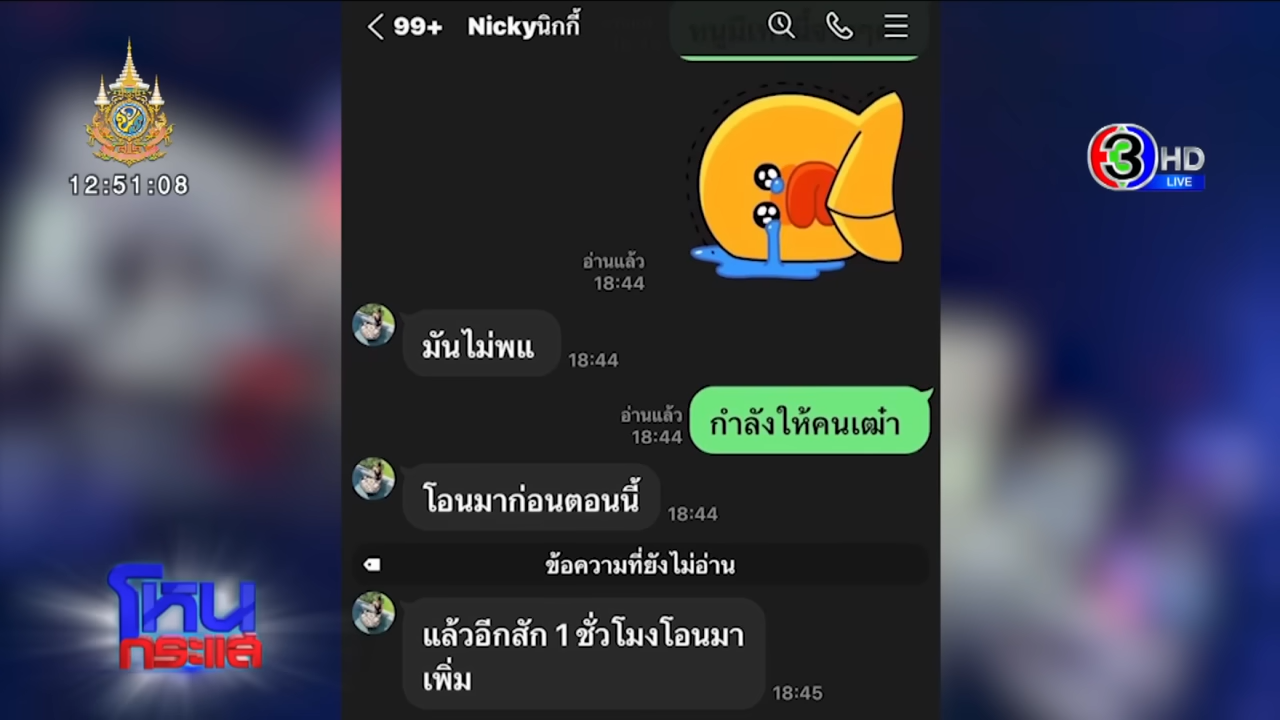 99+ Nickyนิกกี้
12:51:08
3 HD
LIVE
อ่านแล้ว
18:44
มันไม่พแ
18:44
อ่านแล้ว
18:44
กำลังให้คนเฒ๋า
โอนมาก่อนตอนนี้
18:44
ข้อความที่ยังไม่อ่าน
แล้วอีกสัก 1 ชั่วโมงโอนมา
เพิ่ม
18:45
โหน
กระแส